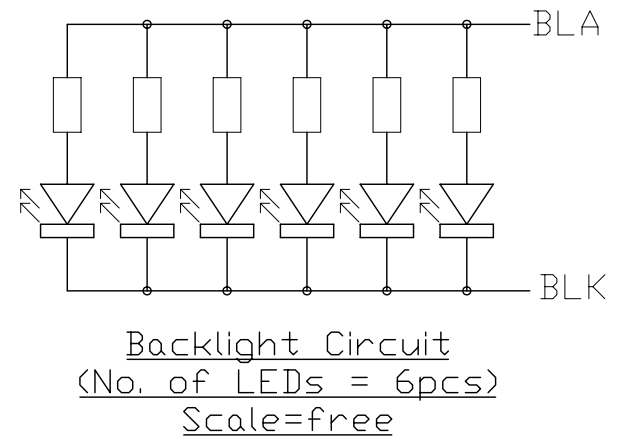 BLA
BLK
Backlight Circuit
(No. of LEDs = 6pcs)
Scale=free